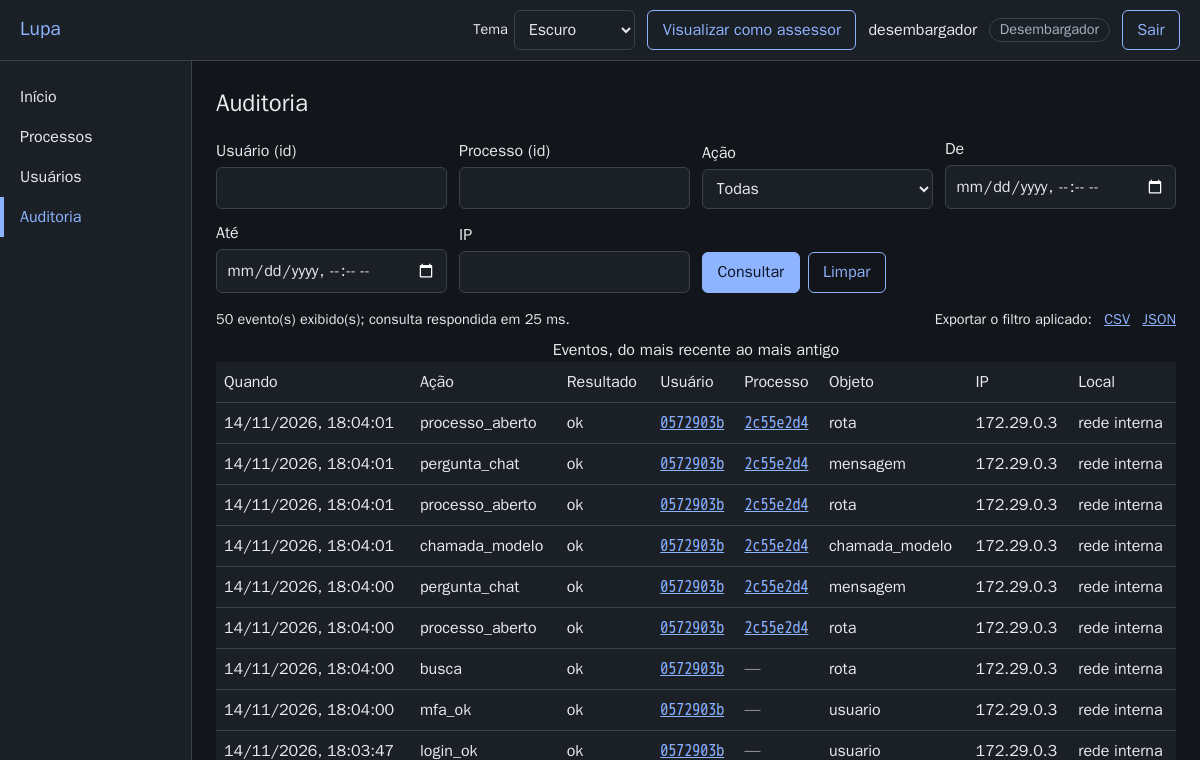 Lupa
Tema Escuro Visualizar como assessor desembargador Desembargador Sair
Início
Processos
Usuários
Auditoria
Auditoria
Usuário (id) Processo (id) Ação De
Todas mm/dd/yyyy, --:-- --
Até IP
mm/dd/yyyy, --:-- -- Consultar Limpar
50 evento(s) exibido(s); consulta respondida em 25 ms. Exportar o filtro aplicado: CSV JSON
Eventos, do mais recente ao mais antigo
Quando Ação Resultado Usuário Processo Objeto IP Local
14/11/2026, 18:04:01 processo_aberto ok 0572903b 2c55e2d4 rota 172.29.0.3 rede interna
14/11/2026, 18:04:01 pergunta_chat ok 0572903b 2c55e2d4 mensagem 172.29.0.3 rede interna
14/11/2026, 18:04:01 processo_aberto ok 0572903b 2c55e2d4 rota 172.29.0.3 rede interna
14/11/2026, 18:04:01 chamada_modelo ok 0572903b 2c55e2d4 chamada_modelo 172.29.0.3 rede interna
14/11/2026, 18:04:00 pergunta_chat ok 0572903b 2c55e2d4 mensagem 172.29.0.3 rede interna
14/11/2026, 18:04:00 processo_aberto ok 0572903b 2c55e2d4 rota 172.29.0.3 rede interna
14/11/2026, 18:04:00 busca ok 0572903b — rota 172.29.0.3 rede interna
14/11/2026, 18:04:00 mfa_ok ok 0572903b — usuario 172.29.0.3 rede interna
14/11/2026, 18:03:47 login_ok ok 0572903b — usuario 172.29.0.3 rede interna